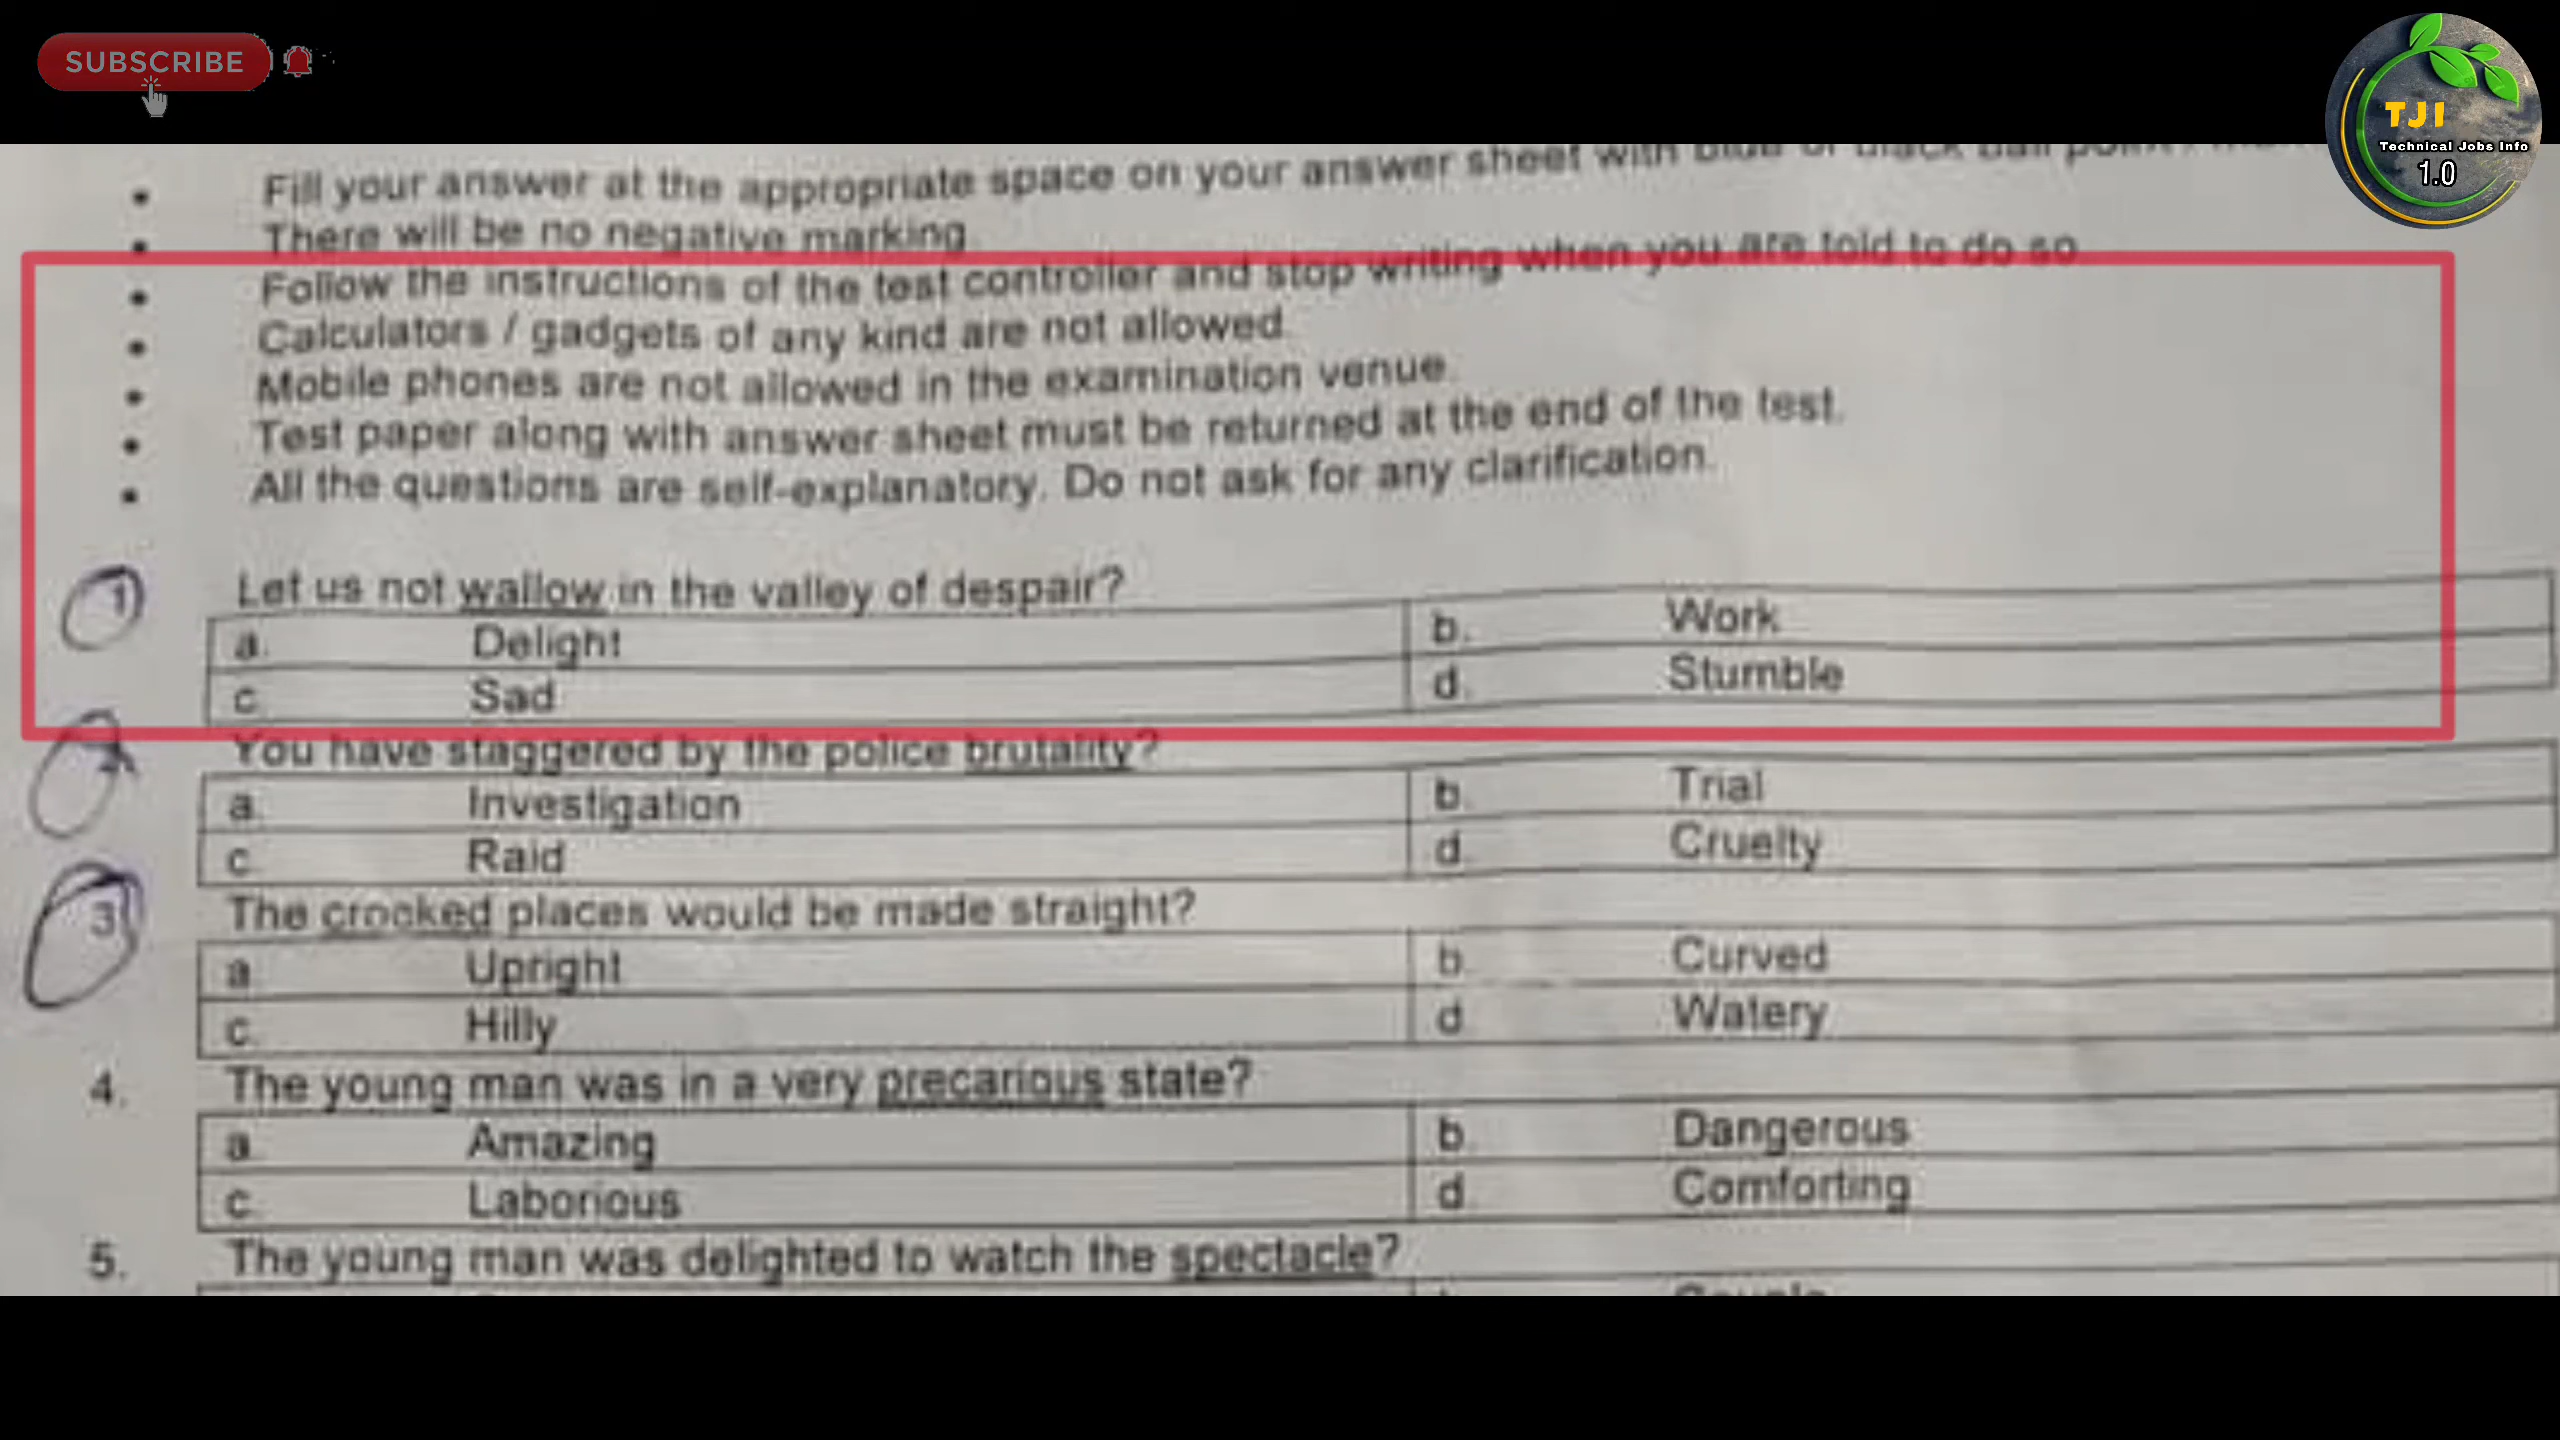 SUBSCRIBE
TJI
Technical Jobs Info
1.0
• Fill your answer at the appropriate space on your answer sheet with blue or black ball point
• There will be no negative marking.
• Follow the instructions of the test controller and stop writing when you are told to do so
• Calculators / gadgets of any kind are not allowed.
• Mobile phones are not allowed in the examination venue.
• Test paper along with answer sheet must be returned at the end of the test.
• All the questions are self-explanatory. Do not ask for any clarification.
1 Let us not wallow in the valley of despair?
a. Delight b. Work
c. Sad d. Stumble
2 You have staggered by the police brutality?
a. Investigation b. Trial
c. Raid d. Cruelty
3 The crooked places would be made straight?
a. Upright b. Curved
c. Hilly d. Watery
4. The young man was in a very precarious state?
a. Amazing b. Dangerous
c. Laborious d. Comforting
5. The young man was delighted to watch the spectacle?